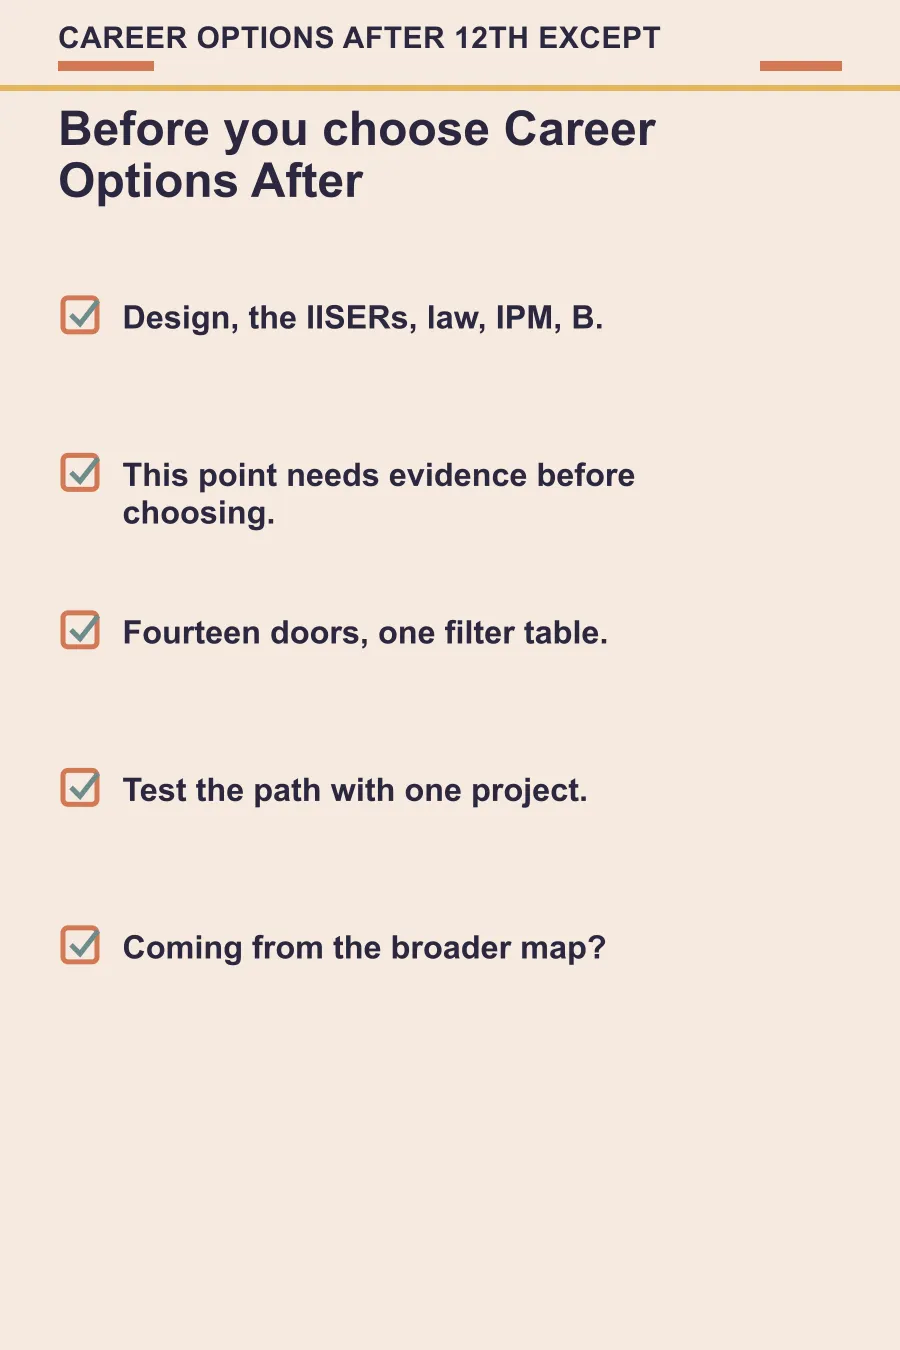 CAREER OPTIONS AFTER 12TH EXCEPT
Before you choose Career
Options After
Design, the IISERs, law, IPM, B.
This point needs evidence before
choosing.
Fourteen doors, one filter table.
Test the path with one project.
Coming from the broader map?